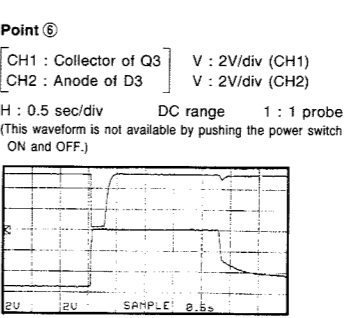 Point ⑥
CH1 : Collector of Q3 V : 2V/div (CH1)
CH2 : Anode of D3 V : 2V/div (CH2)
H : 0.5 sec/div DC range 1 : 1 probe
(This waveform is not available by pushing the power switch
ON and OFF.)
2V 2V SAMPLE 0.5s